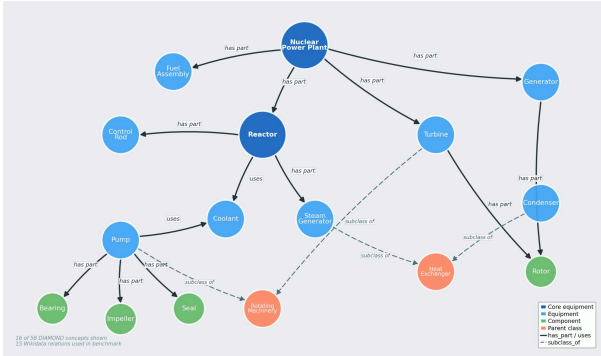 Nuclear
Power Plant
has part
has part
has part
has part
Fuel
Assembly
Generator
Control
Rod
has part
Reactor
Turbine
uses
has part
has part
has part
Condenser
Coolant
Steam
Generator
subclass of
uses
subclass of
Pump
subclass of
has part
has part
has part
subclass of
Heat
Exchanger
Rotor
Bearing
Impeller
Seal
Rotating
Machinery
Core equipment
Equipment
Component
Parent class
has_part / uses
subclass_of
16 of 58 DIAMOND concepts shown
15 Wikidata relations used in benchmark